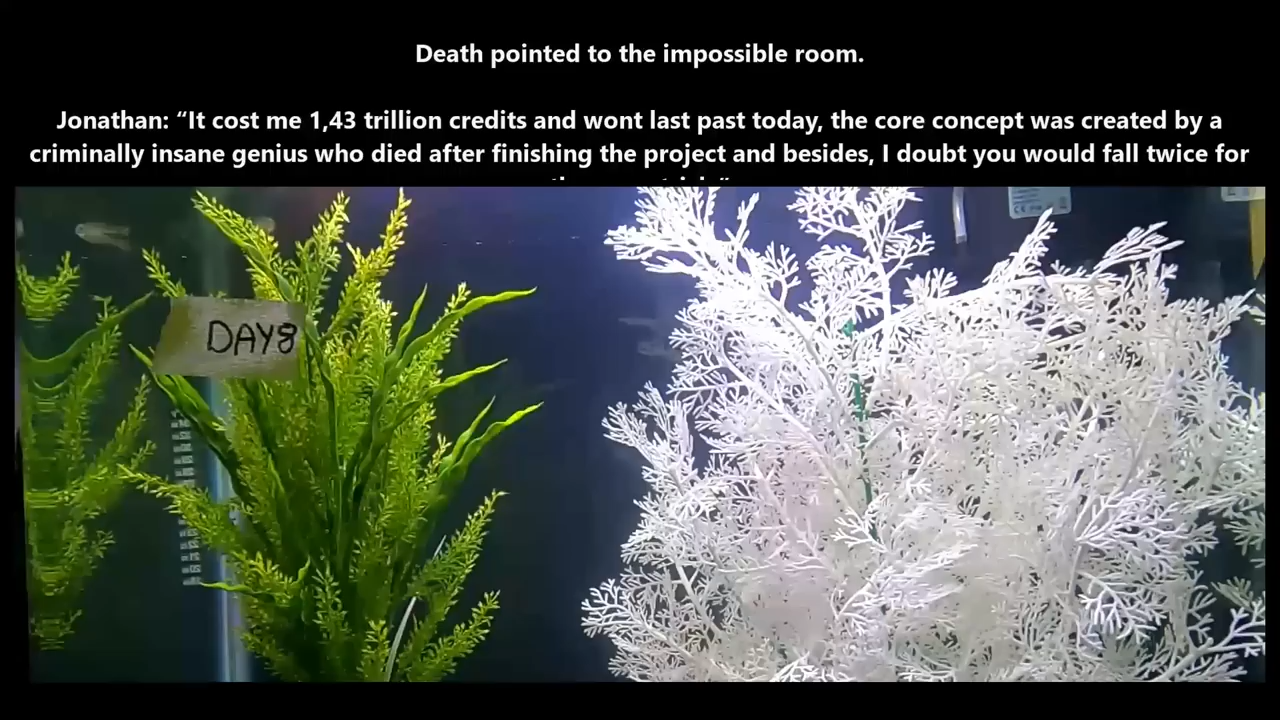 Death pointed to the impossible room.
Jonathan: “It cost me 1,43 trillion credits and wont last past today, the core concept was created by a
criminally insane genius who died after finishing the project and besides, I doubt you would fall twice for
DAY8